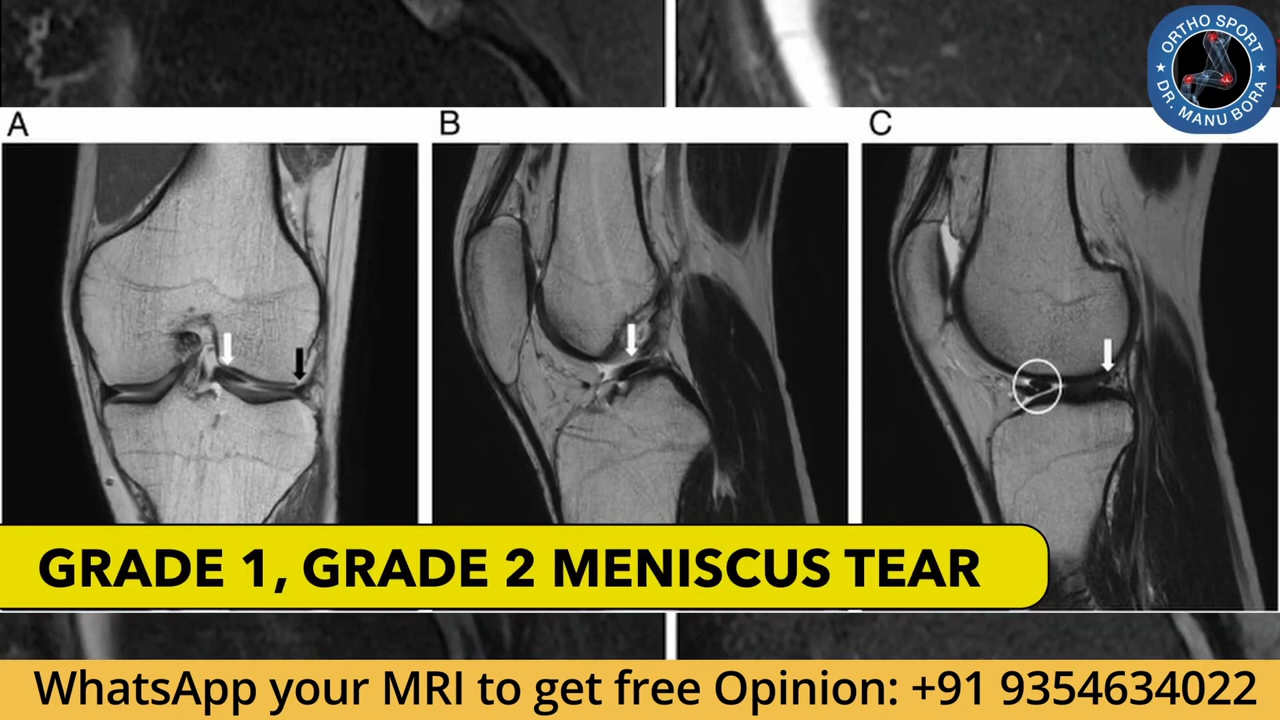 ORTHO SPORT
★ ★
DR. MANU BORA
A
B
C
GRADE 1, GRADE 2 MENISCUS TEAR
WhatsApp your MRI to get free Opinion: +91 9354634022